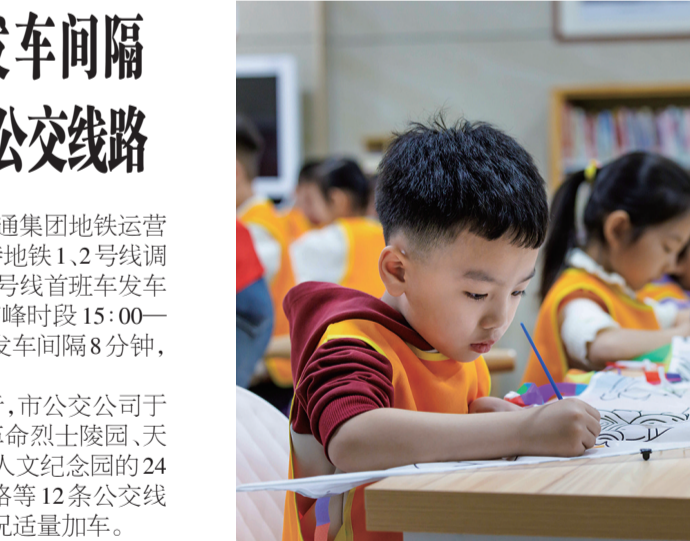 发车间隔
公交线路
通集团地铁运营
地铁1、2号线调
号线首班车发车
峰时段15:00—
发车间隔8分钟,
,市公交公司于
革命烈士陵园、天
人文纪念园的24
路等12条公交线
况适量加车。